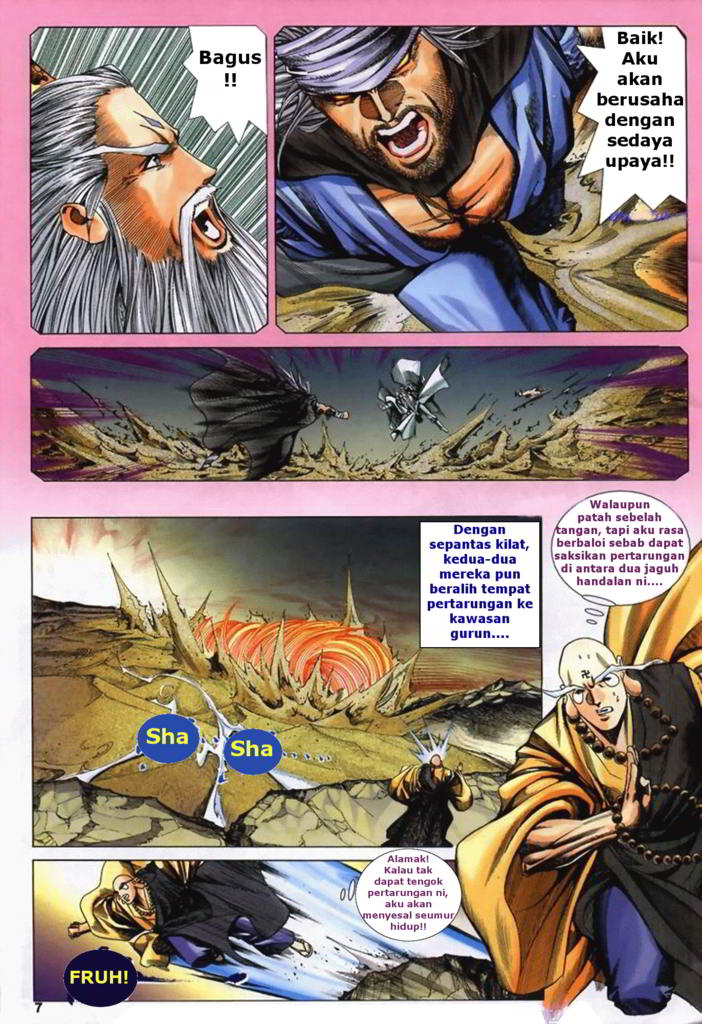 Bagus
!!
Baik!
Aku
akan
berusaha
dengan
sedaya
upaya!!
Dengan
sepantas kilat,
kedua-dua
mereka pun
beralih tempat
pertarungan ke
kawasan
gurun....
Walaupun
patah sebelah
tangan, tapi aku rasa
berbaloi sebab dapat
saksikan pertarungan
di antara dua jaguh
handalan ni....
Sha
Sha
Alamak!
Kalau tak
dapat tengok
pertarungan ni,
aku akan
menyesal seumur
hidup!!
FRUH!
7